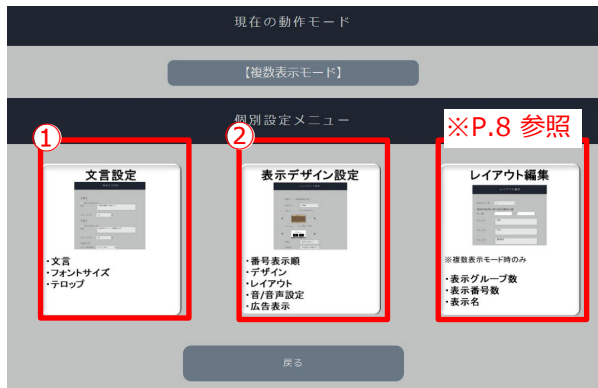 現在の動作モード
【複数表示モード】
個別設定メニュー
※P.8 参照
①
②
文言設定
・文言
・フォントサイズ
・テロップ
表示デザイン設定
・番号表示順
・デザイン
・レイアウト
・音/音声設定
・広告表示
レイアウト編集
※複数表示モード時のみ
・表示グループ数
・表示番号数
・表示名
戻る